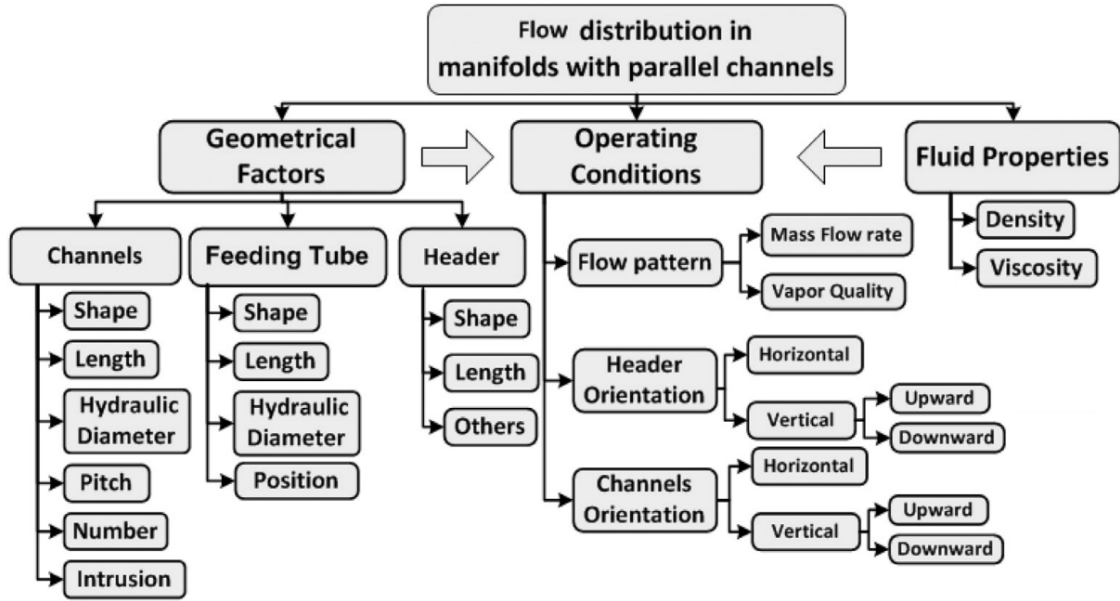 Flow distribution in
manifolds with parallel channels
Geometrical
Factors
Operating
Conditions
Fluid Properties
Channels
Feeding Tube
Header
Shape
Length
Hydraulic
Diameter
Pitch
Number
Intrusion
Shape
Length
Hydraulic
Diameter
Position
Shape
Length
Others
Flow pattern
Mass Flow rate
Vapor Quality
Header
Orientation
Horizontal
Vertical
Upward
Downward
Channels
Orientation
Horizontal
Vertical
Upward
Downward
Density
Viscosity